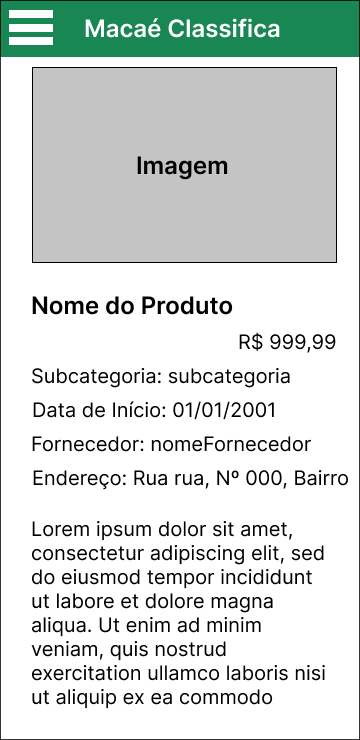 Macaé Classifica
Imagem
Nome do Produto
R$ 999,99
Subcategoria: subcategoria
Data de Início: 01/01/2001
Fornecedor: nomeFornecedor
Endereço: Rua rua, Nº 000, Bairro
Lorem ipsum dolor sit amet,
consectetur adipiscing elit, sed
do eiusmod tempor incididunt
ut labore et dolore magna
aliqua. Ut enim ad minim
veniam, quis nostrud
exercitation ullamco laboris nisi
ut aliquip ex ea commodo